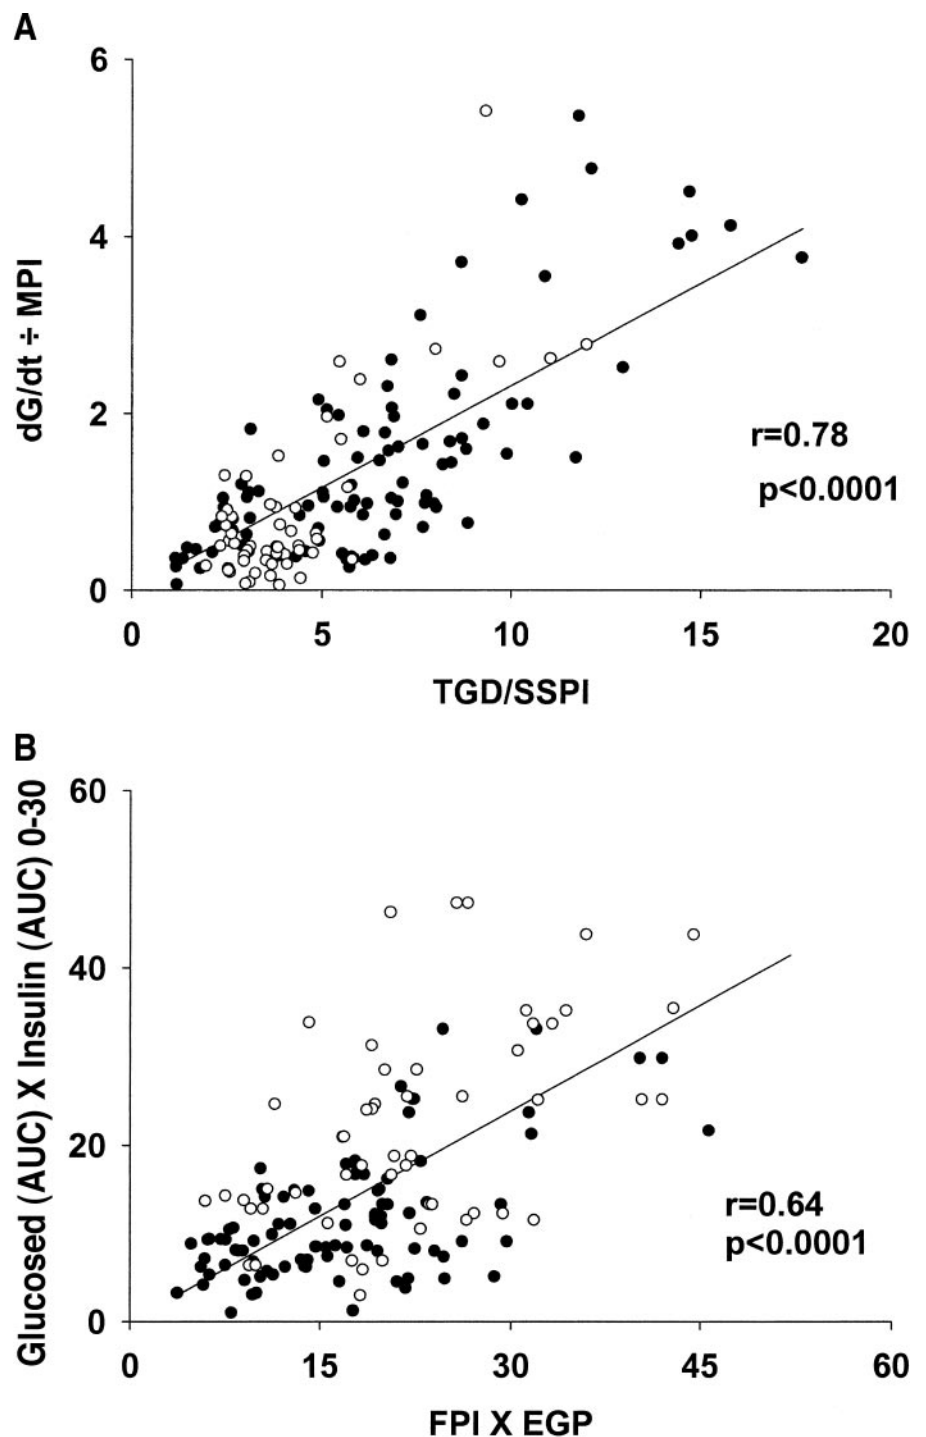 A
6
4
2
0
dG/dt ÷ MPI
r=0.78
p<0.0001
0 5 10 15 20
TGD/SSPI
B
60
40
20
0
Glucosed (AUC) X Insulin (AUC) 0-30
r=0.64
p<0.0001
0 15 30 45 60
FPI X EGP